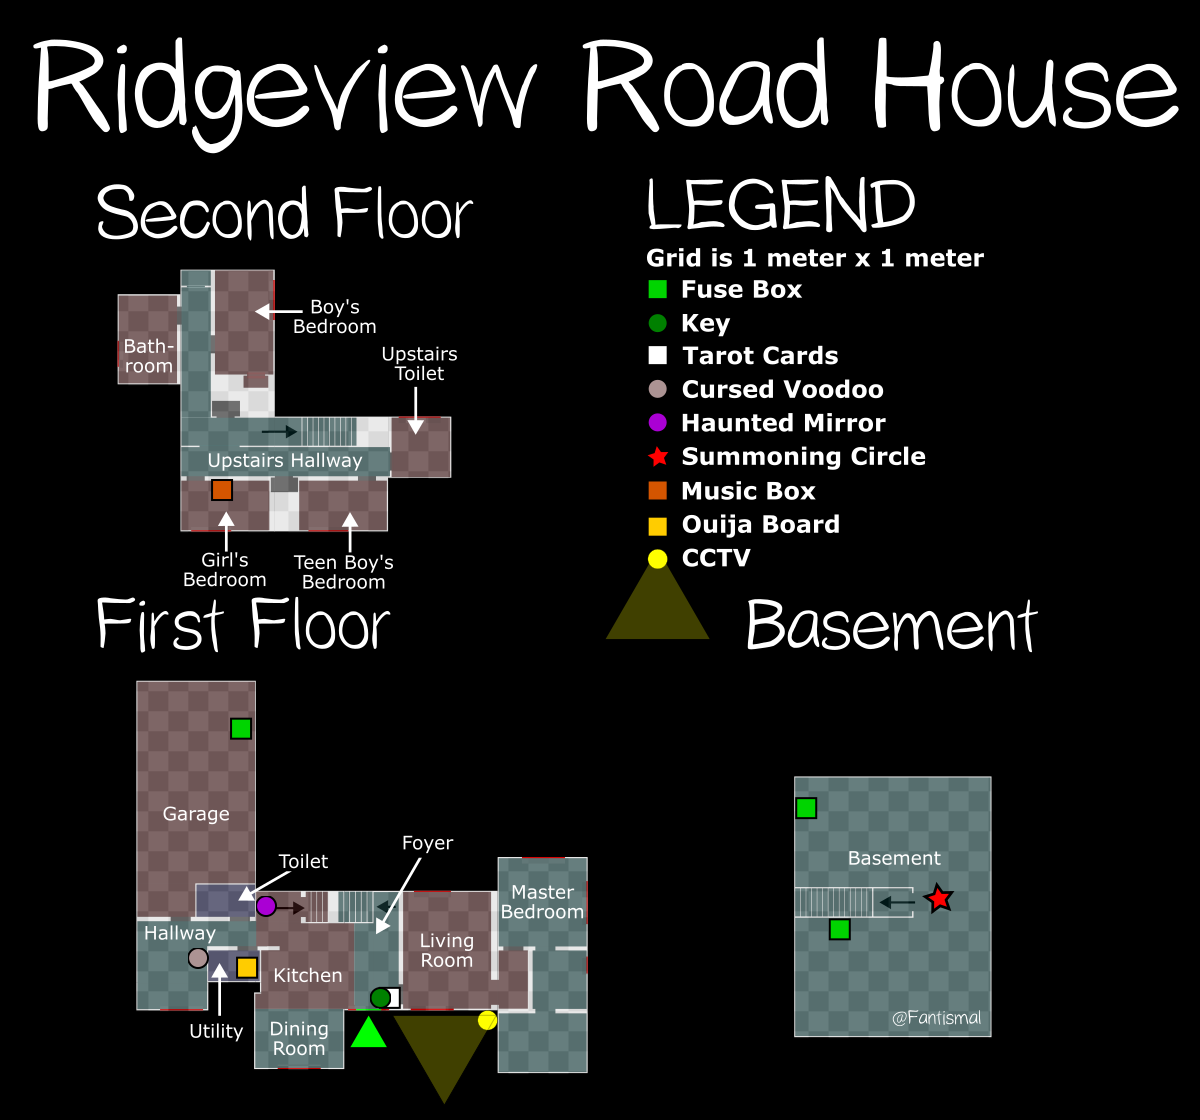 Ridgeview Road House
Second Floor
LEGEND
Grid is 1 meter x 1 meter
Fuse Box
Key
Tarot Cards
Cursed Voodoo
Haunted Mirror
Summoning Circle
Music Box
Ouija Board
CCTV
Boy's
Bedroom
Bath-
room
Upstairs
Toilet
Upstairs Hallway
Girl's
Bedroom
Teen Boy's
Bedroom
First Floor
Basement
Garage
Toilet
Foyer
Master
Bedroom
Hallway
Living
Room
Kitchen
Utility
Dining
Room
Basement
@Fantismal